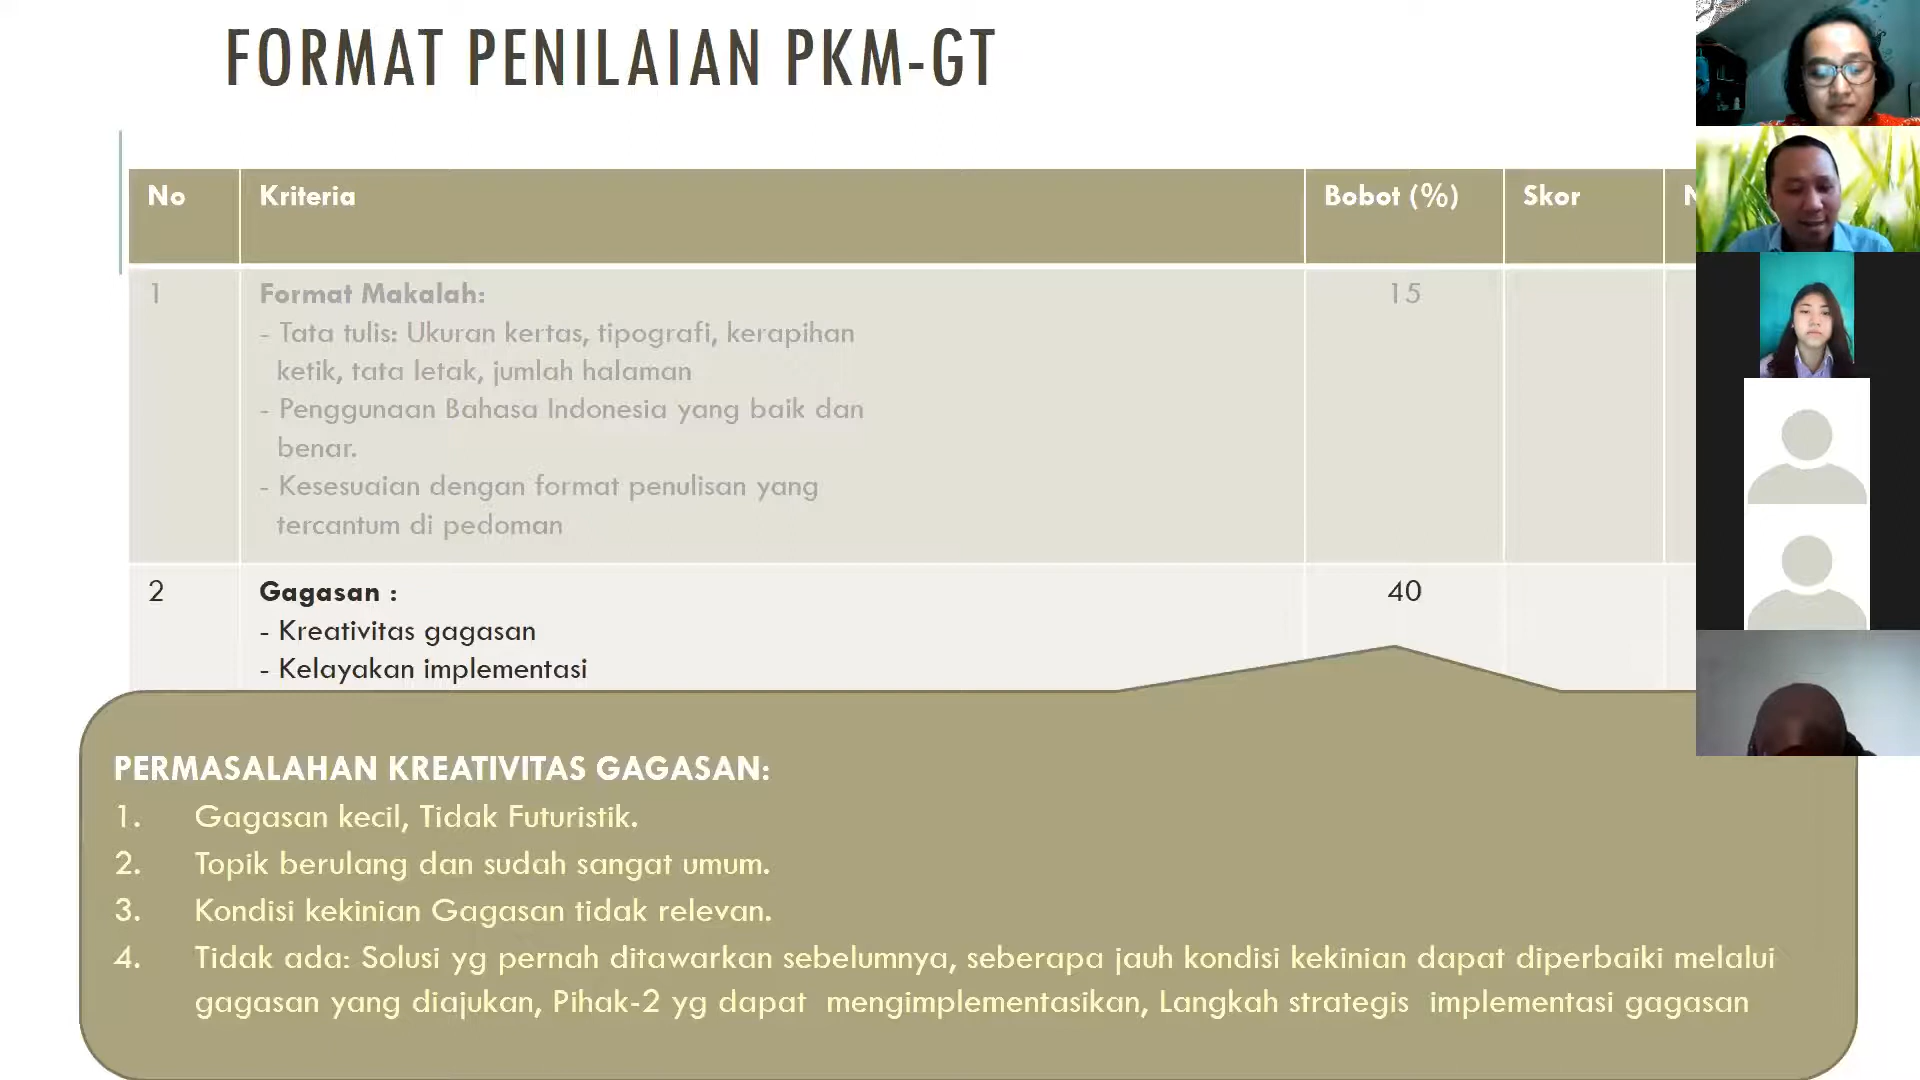 FORMAT PENILAIAN PKM-GT
No Kriteria Bobot (%) Skor
1 Format Makalah: 15
- Tata tulis: Ukuran kertas, tipografi, kerapihan
ketik, tata letak, jumlah halaman
- Penggunaan Bahasa Indonesia yang baik dan
benar.
- Kesesuaian dengan format penulisan yang
tercantum di pedoman
2 Gagasan : 40
- Kreativitas gagasan
- Kelayakan implementasi
PERMASALAHAN KREATIVITAS GAGASAN:
1. Gagasan kecil, Tidak Futuristik.
2. Topik berulang dan sudah sangat umum.
3. Kondisi kekinian Gagasan tidak relevan.
4. Tidak ada: Solusi yg pernah ditawarkan sebelumnya, seberapa jauh kondisi kekinian dapat diperbaiki melalui
gagasan yang diajukan, Pihak-2 yg dapat mengimplementasikan, Langkah strategis implementasi gagasan